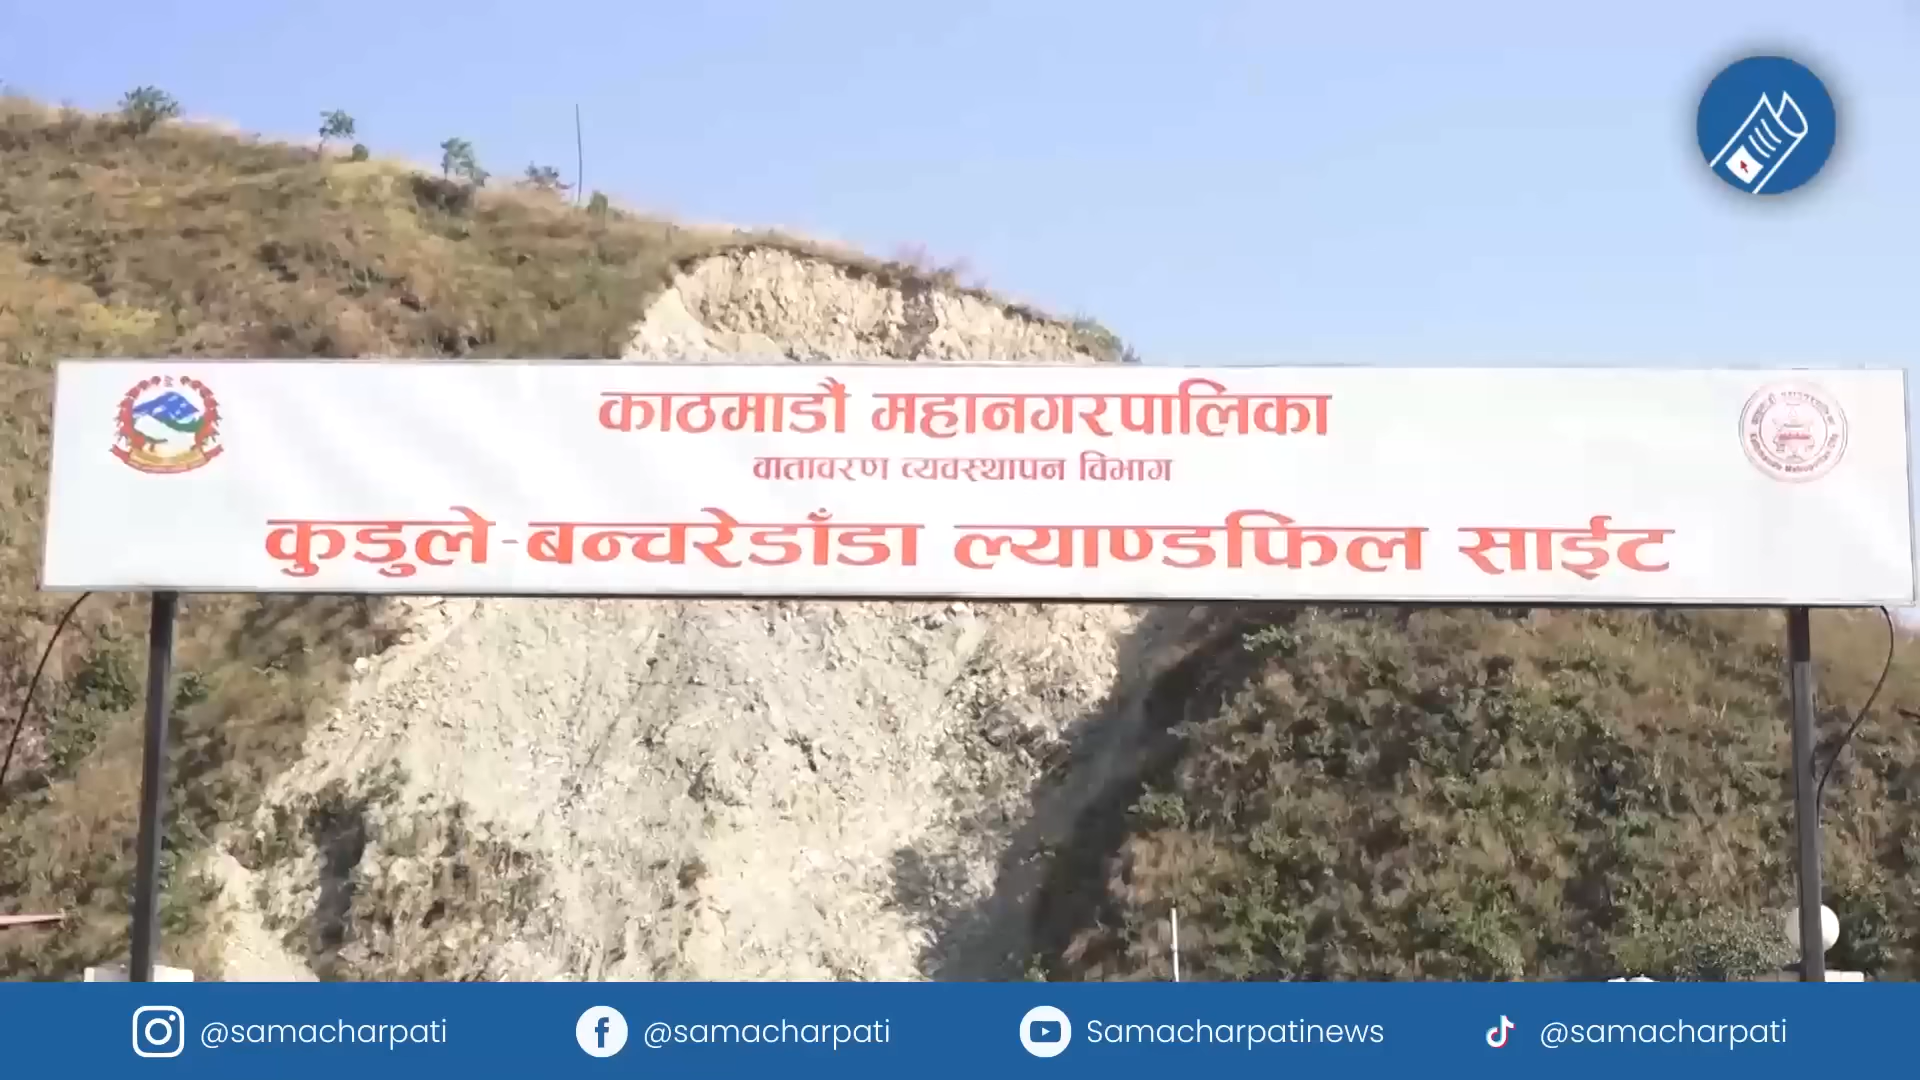 काठमाडौं महानगरपालिका
वातावरण व्यवस्थापन विभाग
कुडुले-बन्चरेडाँडा ल्याण्डफिल साईट
@samacharpati
@samacharpati
Samacharpatinews
@samacharpati